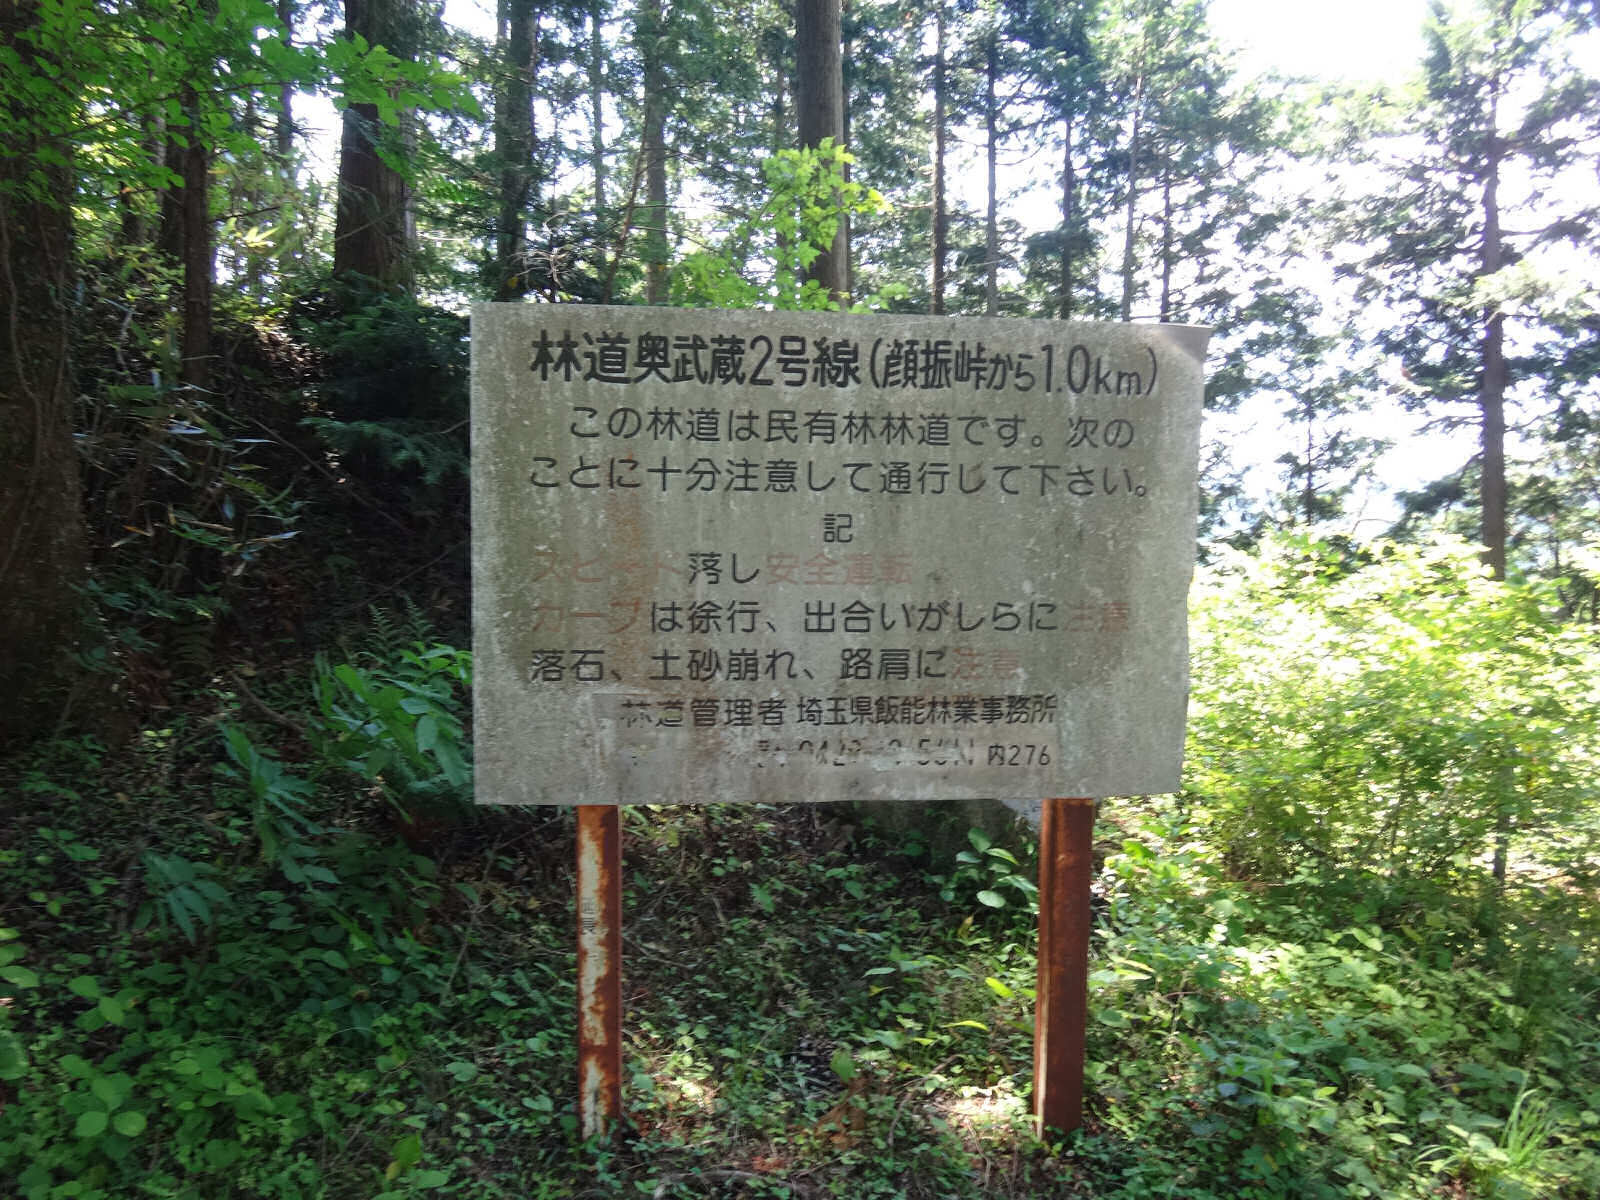 林道奥武蔵2号線(顔振峠から1.0km)
この林道は民有林林道です。次の
ことに十分注意して通行して下さい。
記
スピード落し安全運転
カーブは徐行、出合いがしらに注意
落石、土砂崩れ、路肩に注意
林道管理者 埼玉県飯能林業事務所
内276